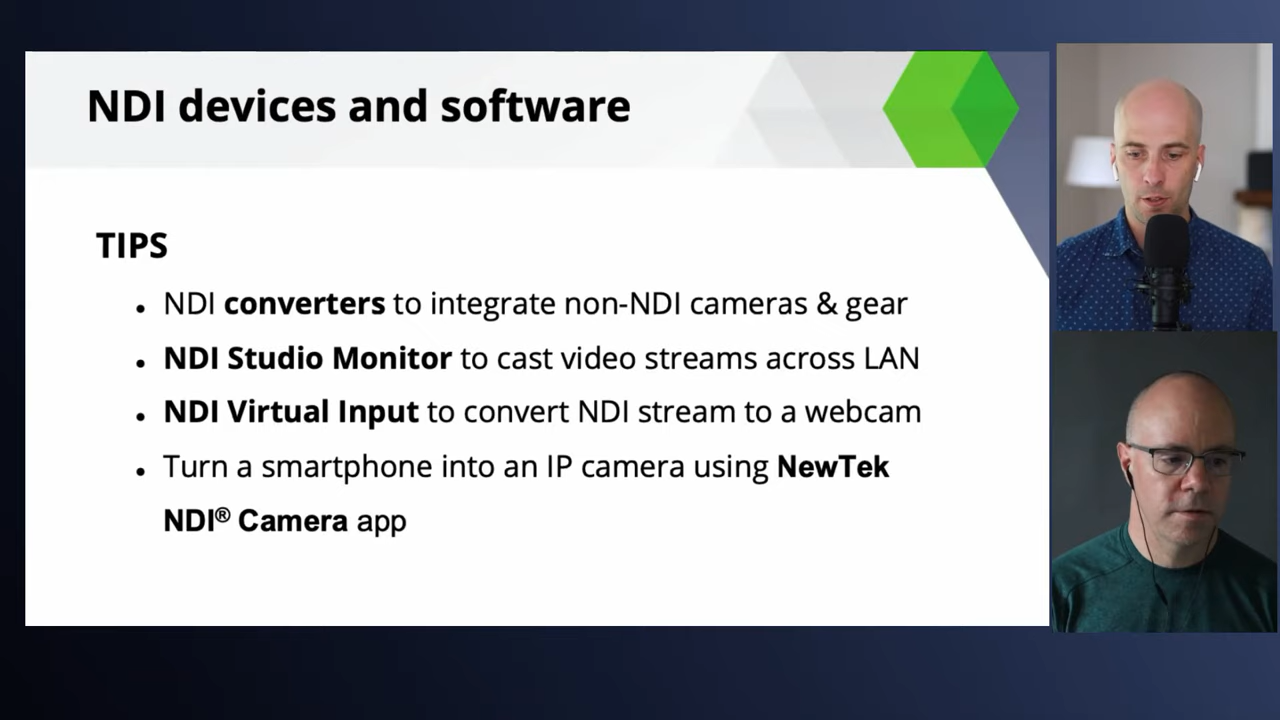 NDI devices and software
TIPS
• NDI converters to integrate non-NDI cameras & gear
• NDI Studio Monitor to cast video streams across LAN
• NDI Virtual Input to convert NDI stream to a webcam
• Turn a smartphone into an IP camera using NewTek
NDI® Camera app